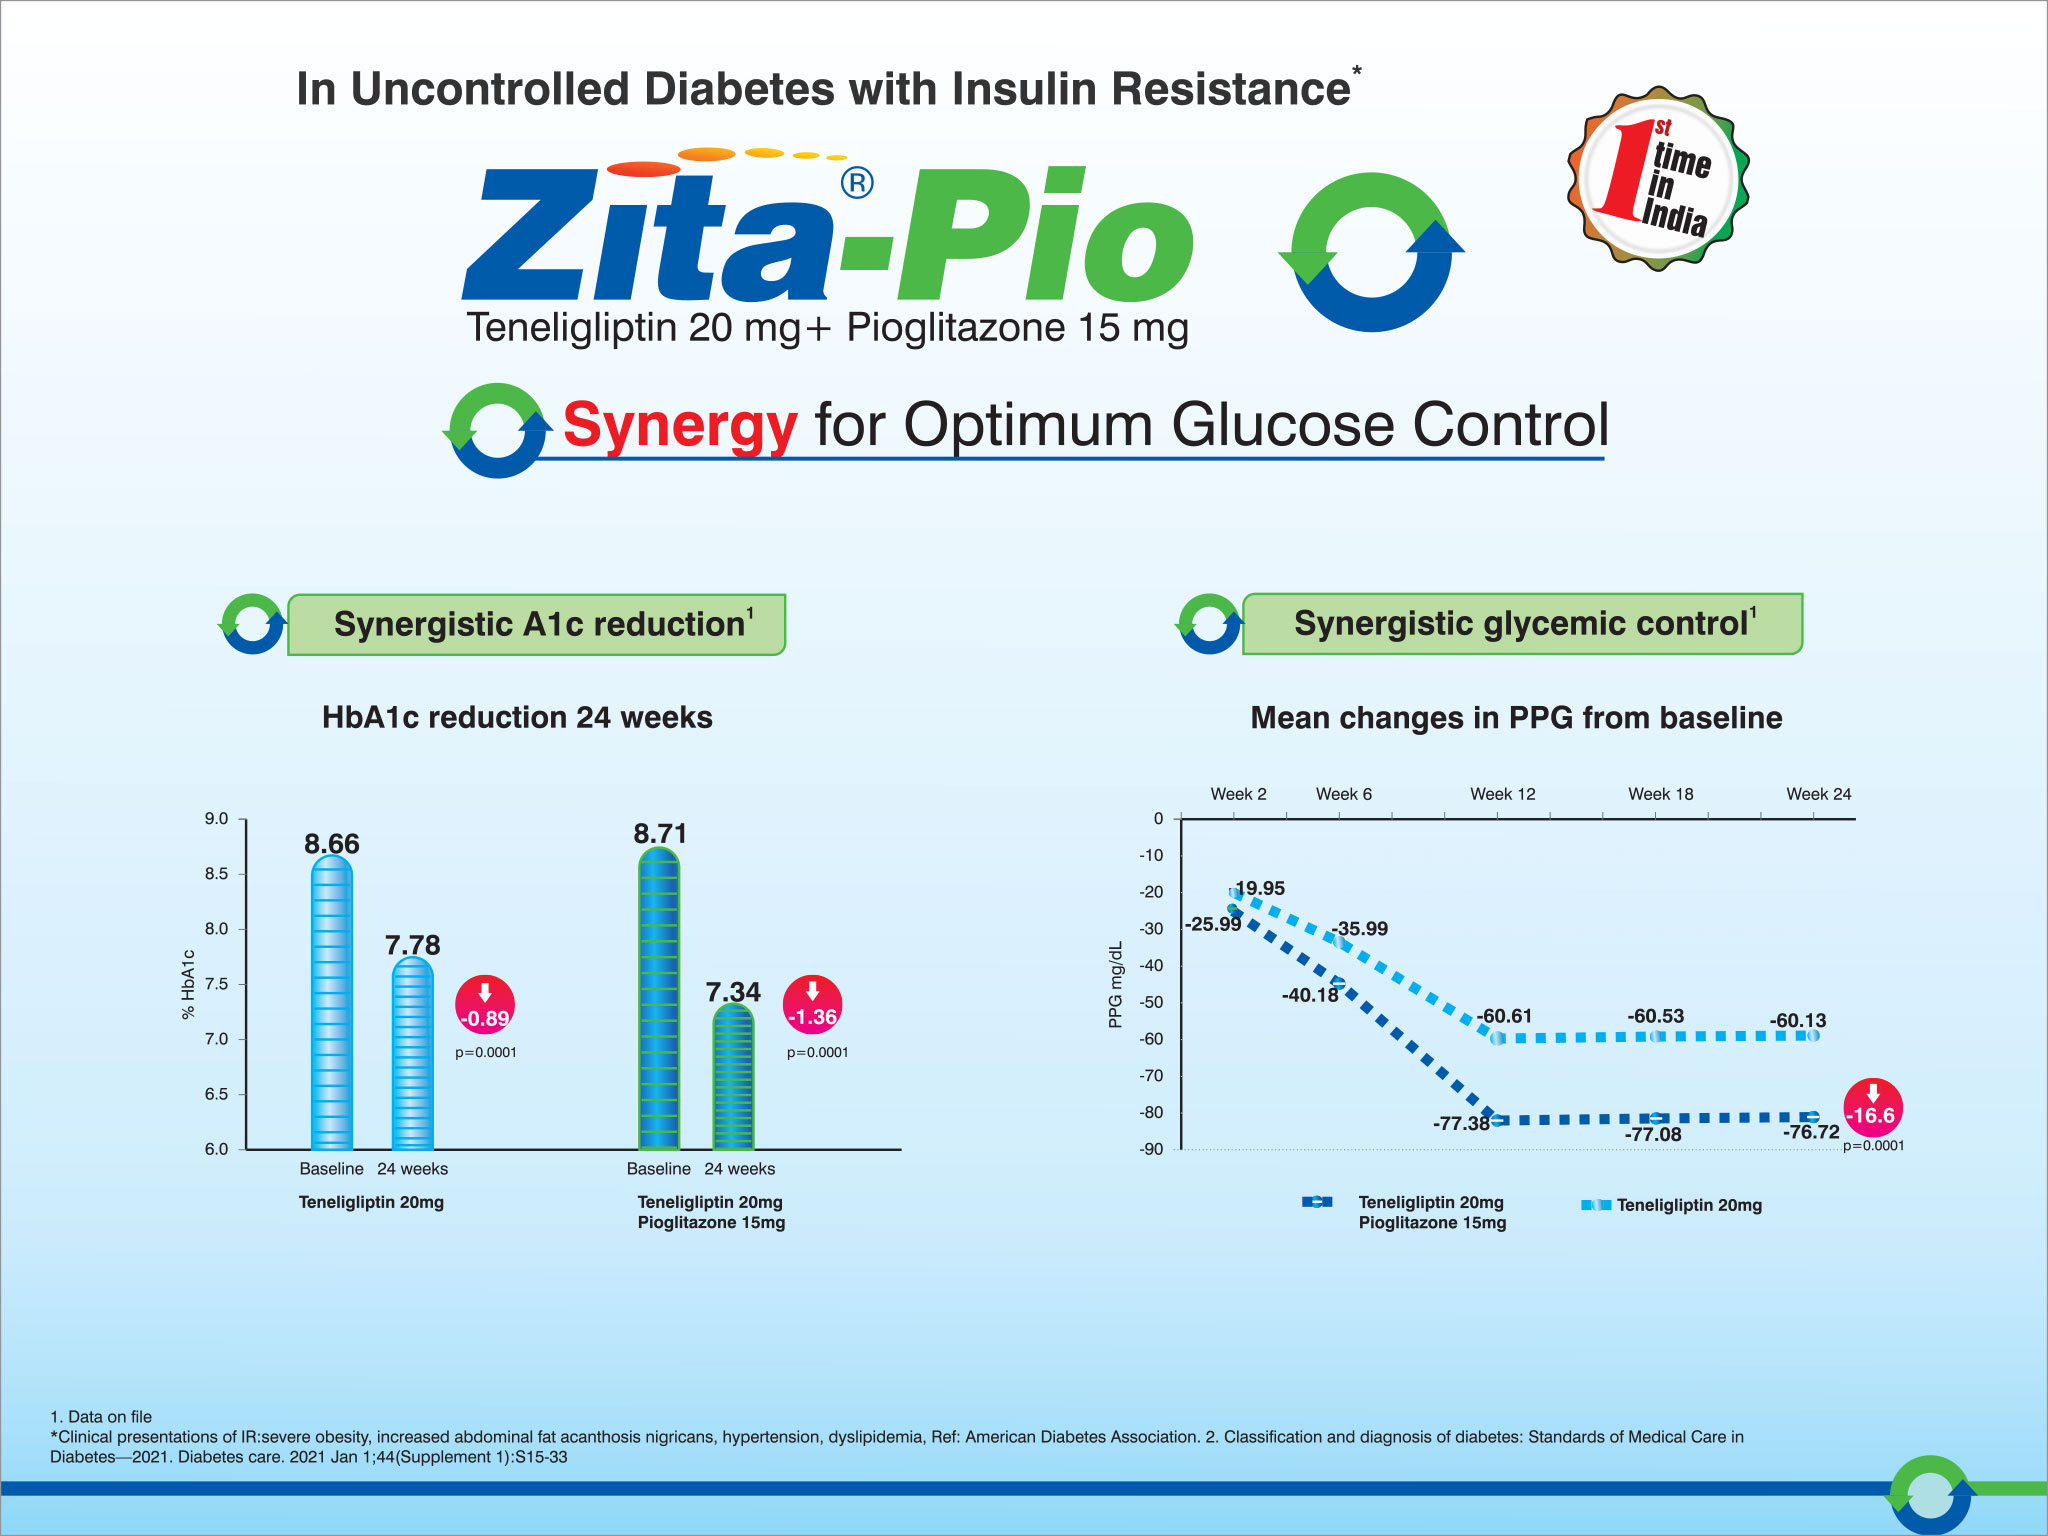 In Uncontrolled Diabetes with Insulin Resistance*
1st
time
in
India
Zita®-Pio
Teneligliptin 20 mg+ Pioglitazone 15 mg
Synergy for Optimum Glucose Control
Synergistic A1c reduction1
HbA1c reduction 24 weeks
% HbA1c
9.0
8.5
8.0
7.5
7.0
6.5
6.0
8.66
7.78
-0.89
p=0.0001
8.71
7.34
-1.36
p=0.0001
Baseline 24 weeks Baseline 24 weeks
Teneligliptin 20mg
Teneligliptin 20mg
Pioglitazone 15mg
Synergistic glycemic control1
Mean changes in PPG from baseline
Week 2 Week 6 Week 12 Week 18 Week 24
PPG mg/dL
0
-10
-20
-30
-40
-50
-60
-70
-80
-90
-19.95
-35.99
-60.61
-60.53
-60.13
-25.99
-40.18
-77.38
-77.08
-76.72
-16.6
p=0.0001
Teneligliptin 20mg
Pioglitazone 15mg
Teneligliptin 20mg
1. Data on file
*Clinical presentations of IR:severe obesity, increased abdominal fat acanthosis nigricans, hypertension, dyslipidemia, Ref: American Diabetes Association. 2. Classification and diagnosis of diabetes: Standards of Medical Care in
Diabetes—2021. Diabetes care. 2021 Jan 1;44(Supplement 1):S15-33